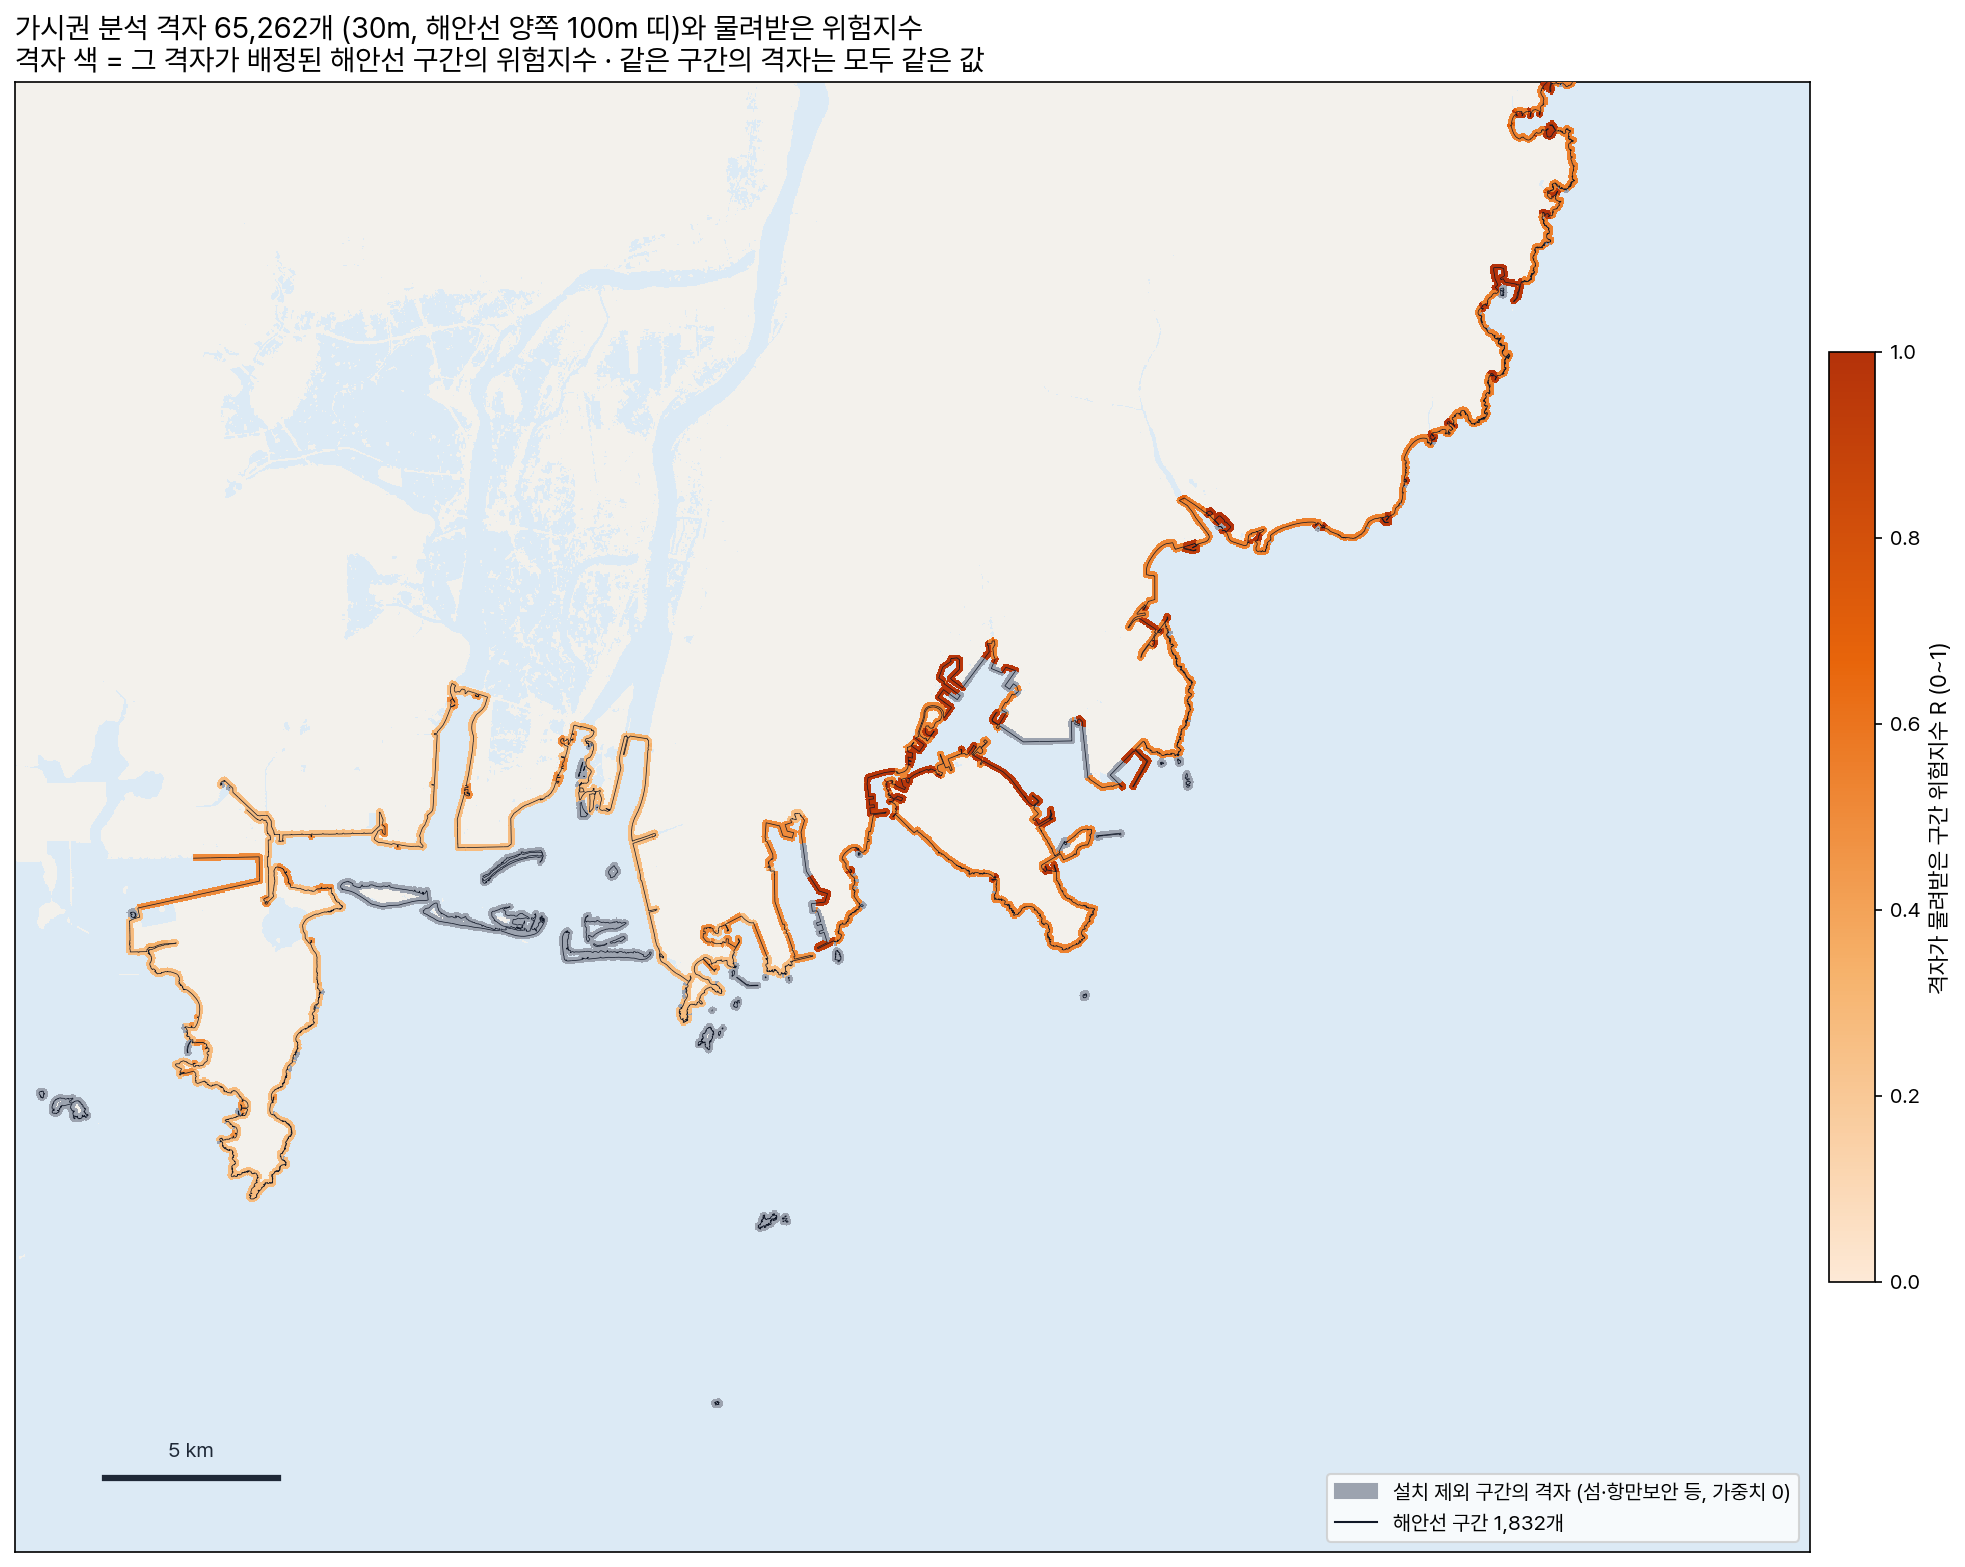 가시권 분석 격자 65,262개 (30m, 해안선 양쪽 100m 띠)와 물려받은 위험지수
격자 색 = 그 격자가 배정된 해안선 구간의 위험지수 · 같은 구간의 격자는 모두 같은 값
1.0
0.8
0.6
0.4
0.2
0.0
격자가 물려받은 구간 위험지수 R (0~1)
5 km
설치 제외 구간의 격자 (섬·항만보안 등, 가중치 0)
해안선 구간 1,832개